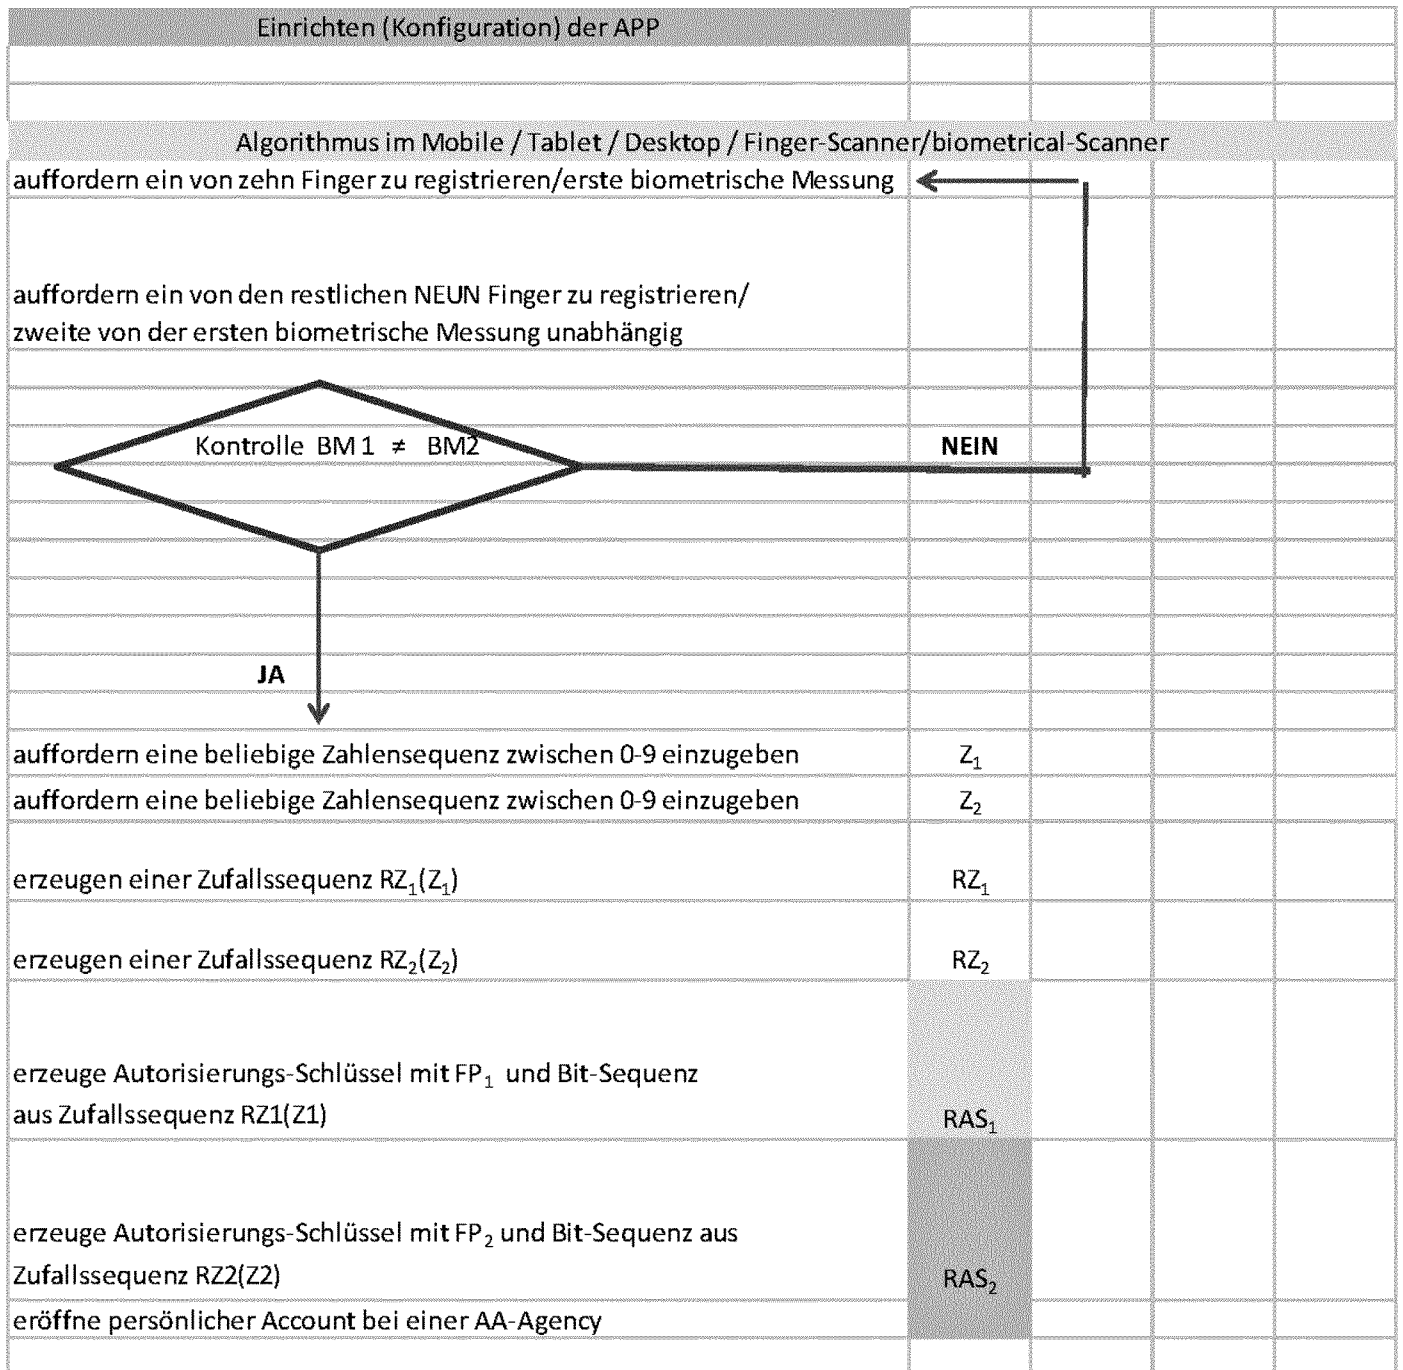 Einrichten (Konfiguration) der APP
Algorithmus im Mobile / Tablet / Desktop / Finger-Scanner/biometrical-Scanner
auffordern ein von zehn Finger zu registrieren/erste biometrische Messung
auffordern ein von den restlichen NEUN Finger zu registrieren/
zweite von der ersten biometrische Messung unabhängig
Kontrolle BM 1 ≠ BM2
NEIN
JA
auffordern eine beliebige Zahlensequenz zwischen 0-9 einzugeben Z₁
auffordern eine beliebige Zahlensequenz zwischen 0-9 einzugeben Z₂
erzeugen einer Zufallssequenz RZ₁(Z₁) RZ₁
erzeugen einer Zufallssequenz RZ₂(Z₂) RZ₂
erzeuge Autorisierungs-Schlüssel mit FP₁ und Bit-Sequenz
aus Zufallssequenz RZ1(Z1) RAS₁
erzeuge Autorisierungs-Schlüssel mit FP₂ und Bit-Sequenz aus
Zufallssequenz RZ2(Z2) RAS₂
eröffne persönlicher Account bei einer AA-Agency